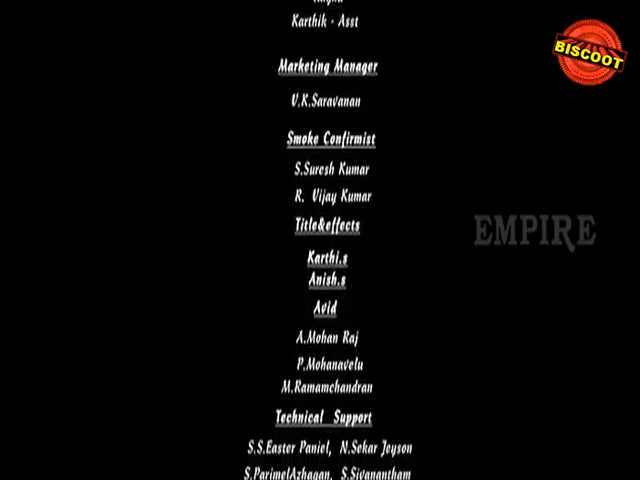 Karthik - Asst
BISCOOT
Marketing Manager
V.K.Saravanan
Smoke Confirmist
S.Suresh Kumar
R. Vijay Kumar
Title&effects
EMPIRE
Karthi.s
Anish.s
Avid
A.Mohan Raj
P.Mohanavelu
M.Ramamchandran
Technical Support
S.S.Easter Paniel, N.Sekar Jeyson
S.ParimelAzhagan, S.Sivanantham